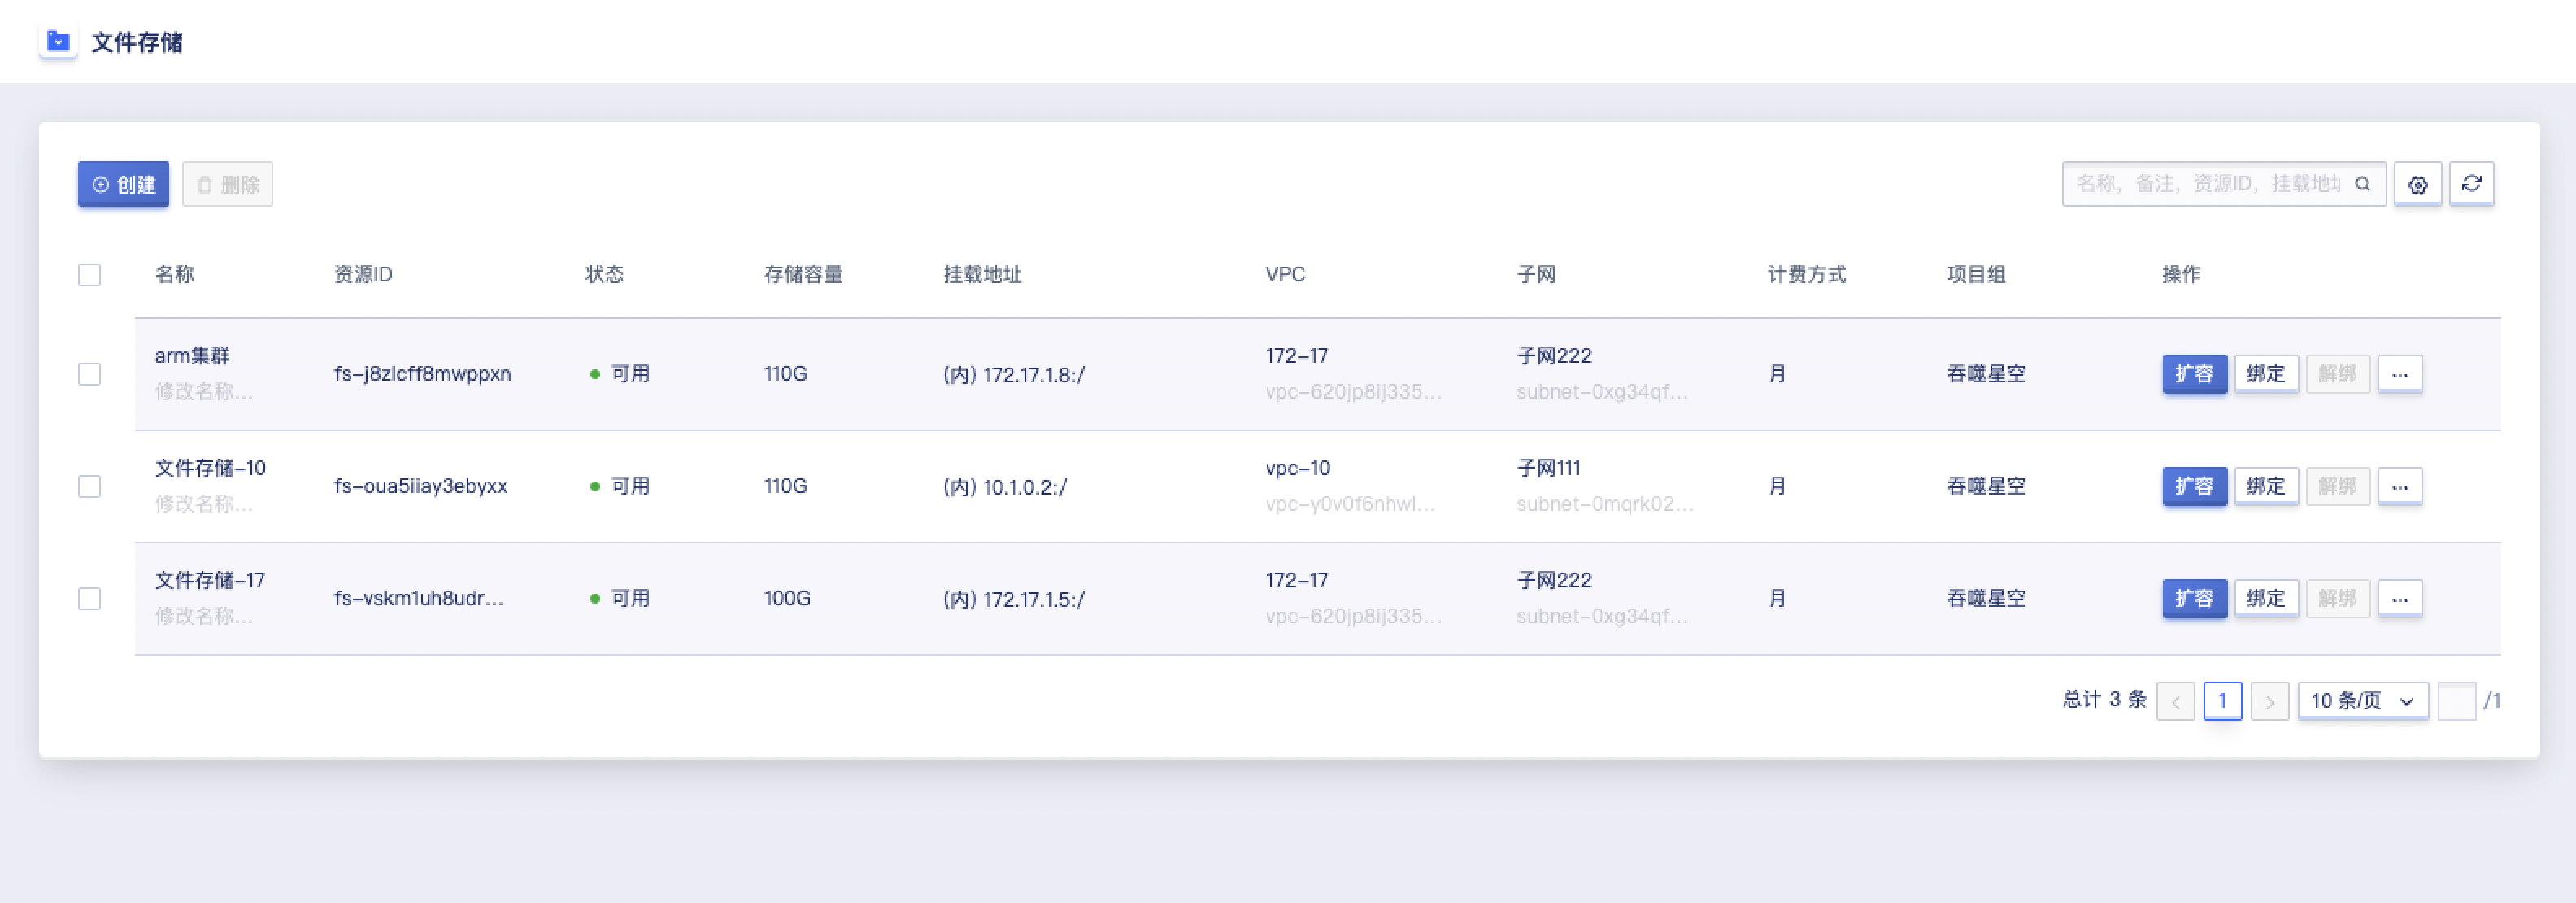 文件存储
创建 删除 名称，备注，资源ID，挂载地址
名称 资源ID 状态 存储容量 挂载地址 VPC 子网 计费方式 项目组 操作
arm集群 172-17 子网222
fs-j8zlcff8mwppxn 可用 110G (内) 172.17.1.8:/ 月 吞噬星空 扩容 绑定 解绑 ...
修改名称... vpc-620jp8lj335... subnet-0xg34qf...
文件存储-10 vpc-10 子网111
fs-oua5iiay3ebyxx 可用 110G (内) 10.1.0.2:/ 月 吞噬星空 扩容 绑定 解绑 ...
修改名称... vpc-y0v0f6nhwl... subnet-0mqrk02...
文件存储-17 172-17 子网222
fs-vskm1uh8udr... 可用 100G (内) 172.17.1.5:/ 月 吞噬星空 扩容 绑定 解绑 ...
修改名称... vpc-620jp8lj335... subnet-0xg34qf...
总计 3 条 1 10 条/页 /1